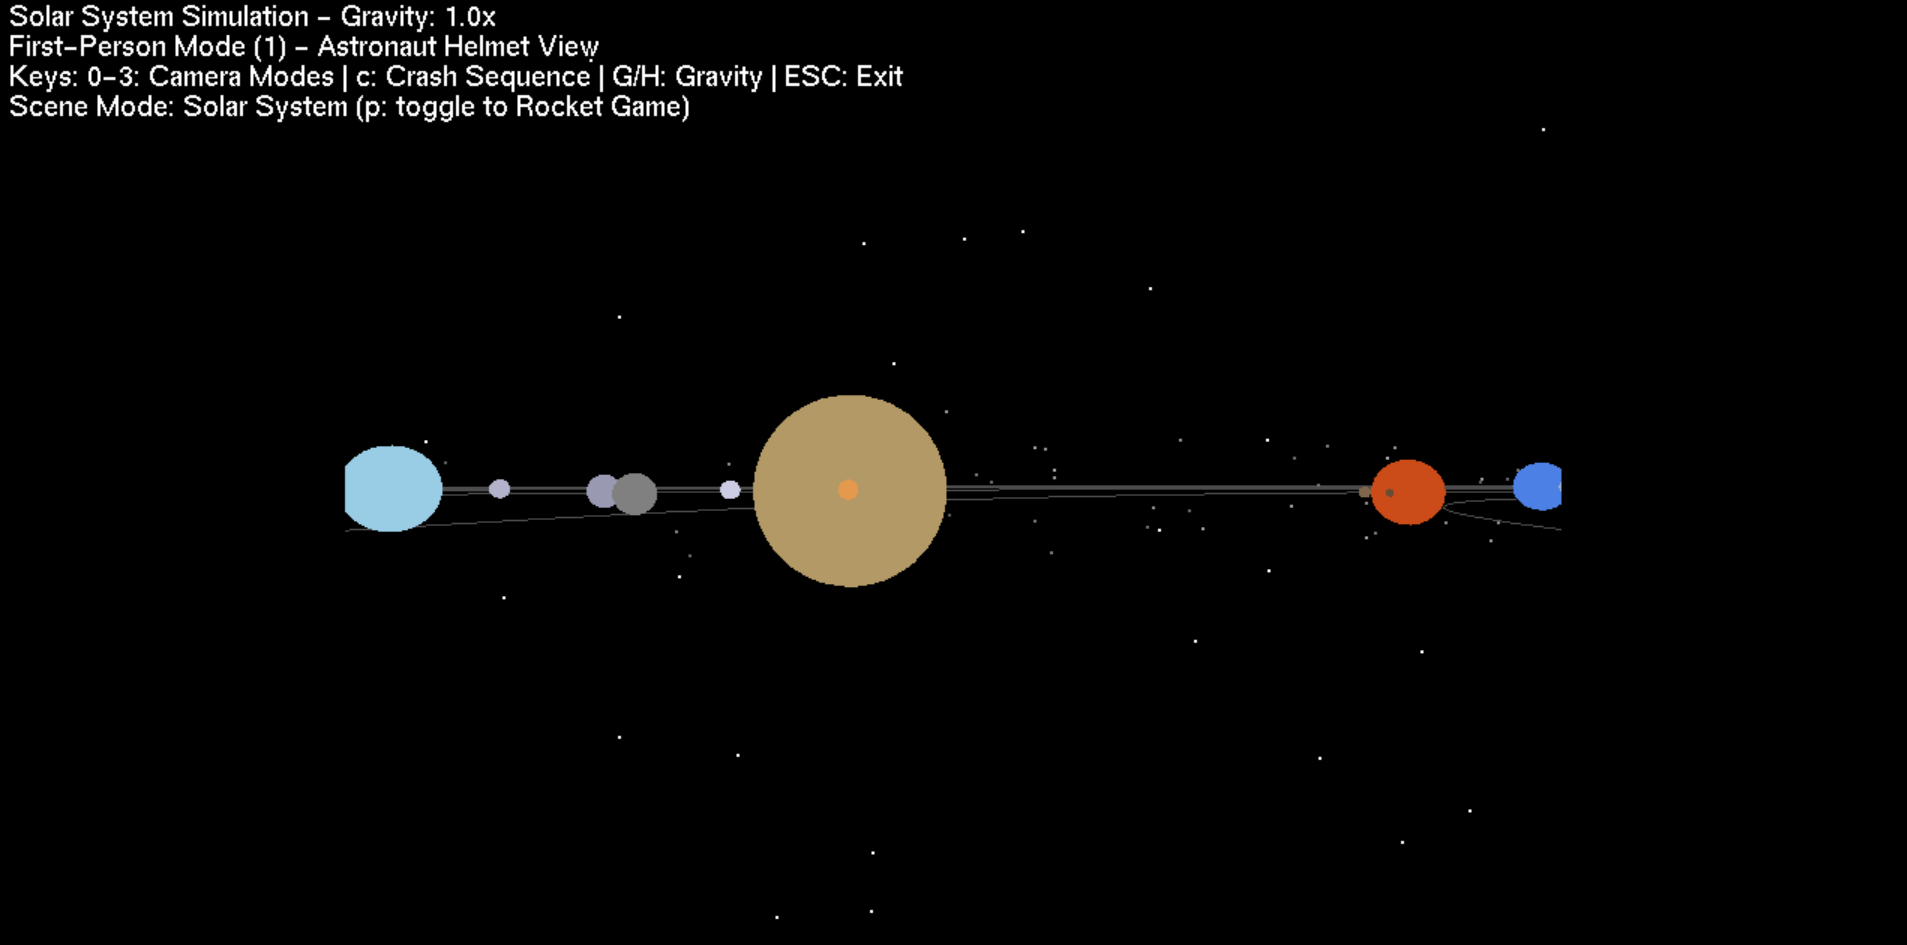 Solar System Simulation - Gravity: 1.0x
First-Person Mode (1) - Astronaut Helmet View
Keys: 0-3: Camera Modes | c: Crash Sequence | G/H: Gravity | ESC: Exit
Scene Mode: Solar System (p: toggle to Rocket Game)